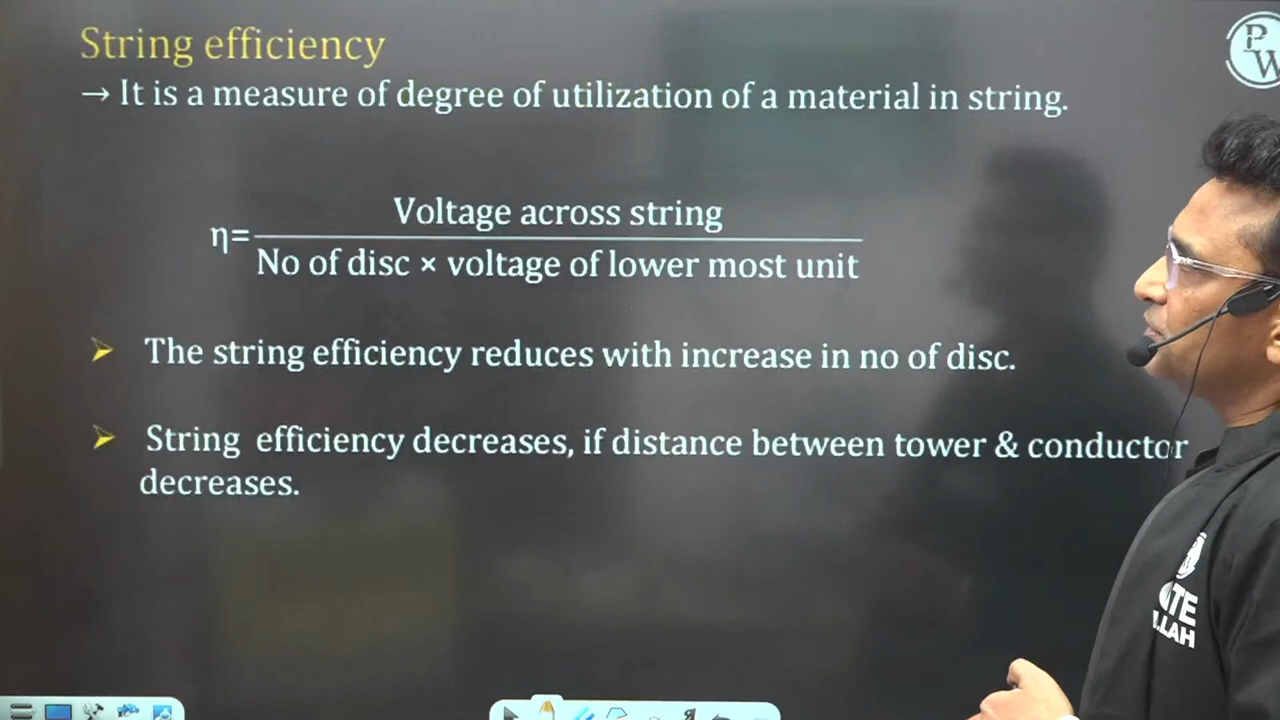 String efficiency
→ It is a measure of degree of utilization of a material in string.
η= Voltage across string
No of disc × voltage of lower most unit
➢ The string efficiency reduces with increase in no of disc.
➢ String efficiency decreases, if distance between tower & conductor
decreases.
P
W